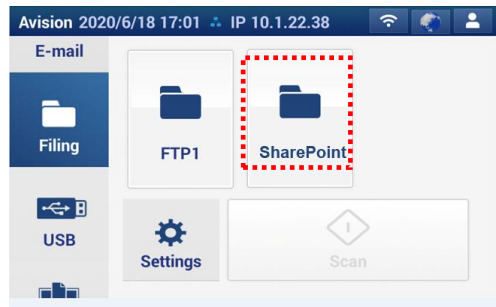 Avision 2020/6/18 17:01 IP 10.1.22.38
E-mail
Filing
FTP1
SharePoint
USB
Settings
Scan